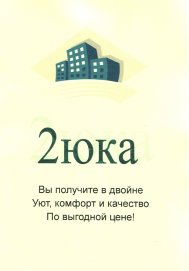 2юка
Вы получите в двойне
Уют, комфорт и качество
По выгодной цене!